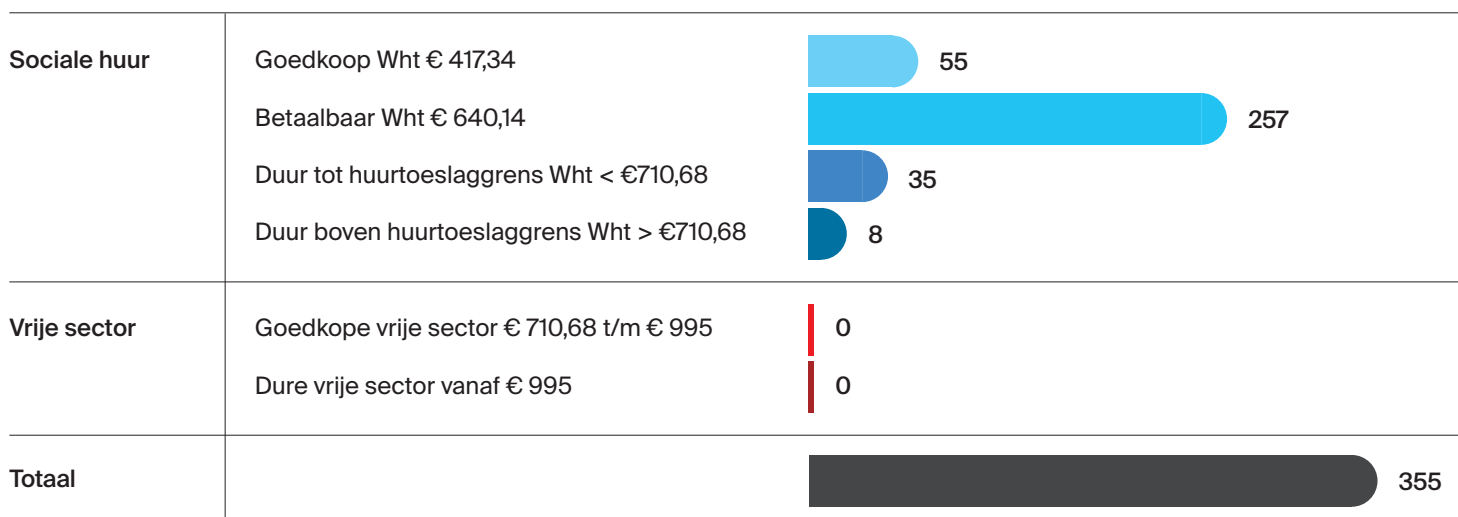 Sociale huur
Goedkoop Wht € 417,34
55
Betaalbaar Wht € 640,14
257
Duur tot huurtoeslaggrens Wht < €710,68
35
Duur boven huurtoeslaggrens Wht > €710,68
8
Vrije sector
Goedkope vrije sector € 710,68 t/m € 995
0
Dure vrije sector vanaf € 995
0
Totaal
355